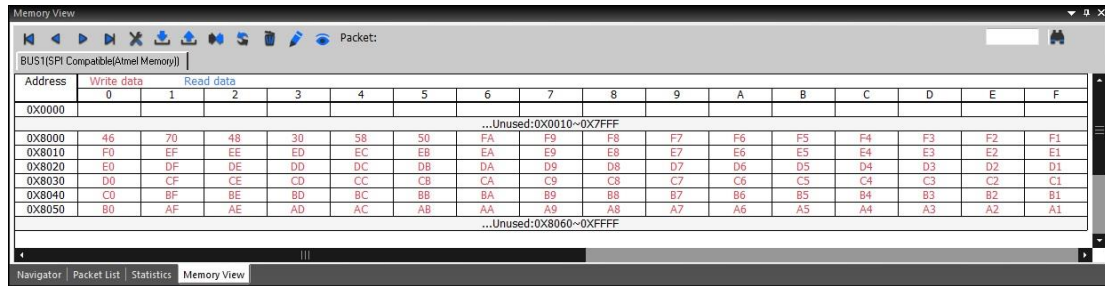 Memory View
Packet:
BUS1(SPI Compatible(Atmel Memory))
Address Write data Read data
0 1 2 3 4 5 6 7 8 9 A B C D E F
0X0000
...Unused:0X0010~0X7FFF
0X8000 46 70 48 30 58 50 FA F9 F8 F7 F6 F5 F4 F3 F2 F1
0X8010 F0 EF EE ED EC EB EA E9 E8 E7 E6 E5 E4 E3 E2 E1
0X8020 E0 DF DE DD DC DB DA D9 D8 D7 D6 D5 D4 D3 D2 D1
0X8030 D0 CF CE CD CC CB CA C9 C8 C7 C6 C5 C4 C3 C2 C1
0X8040 C0 BF BE BD BC BB BA B9 B8 B7 B6 B5 B4 B3 B2 B1
0X8050 B0 AF AE AD AC AB AA A9 A8 A7 A6 A5 A4 A3 A2 A1
...Unused:0X8060~0XFFFF
Navigator Packet List Statistics Memory View